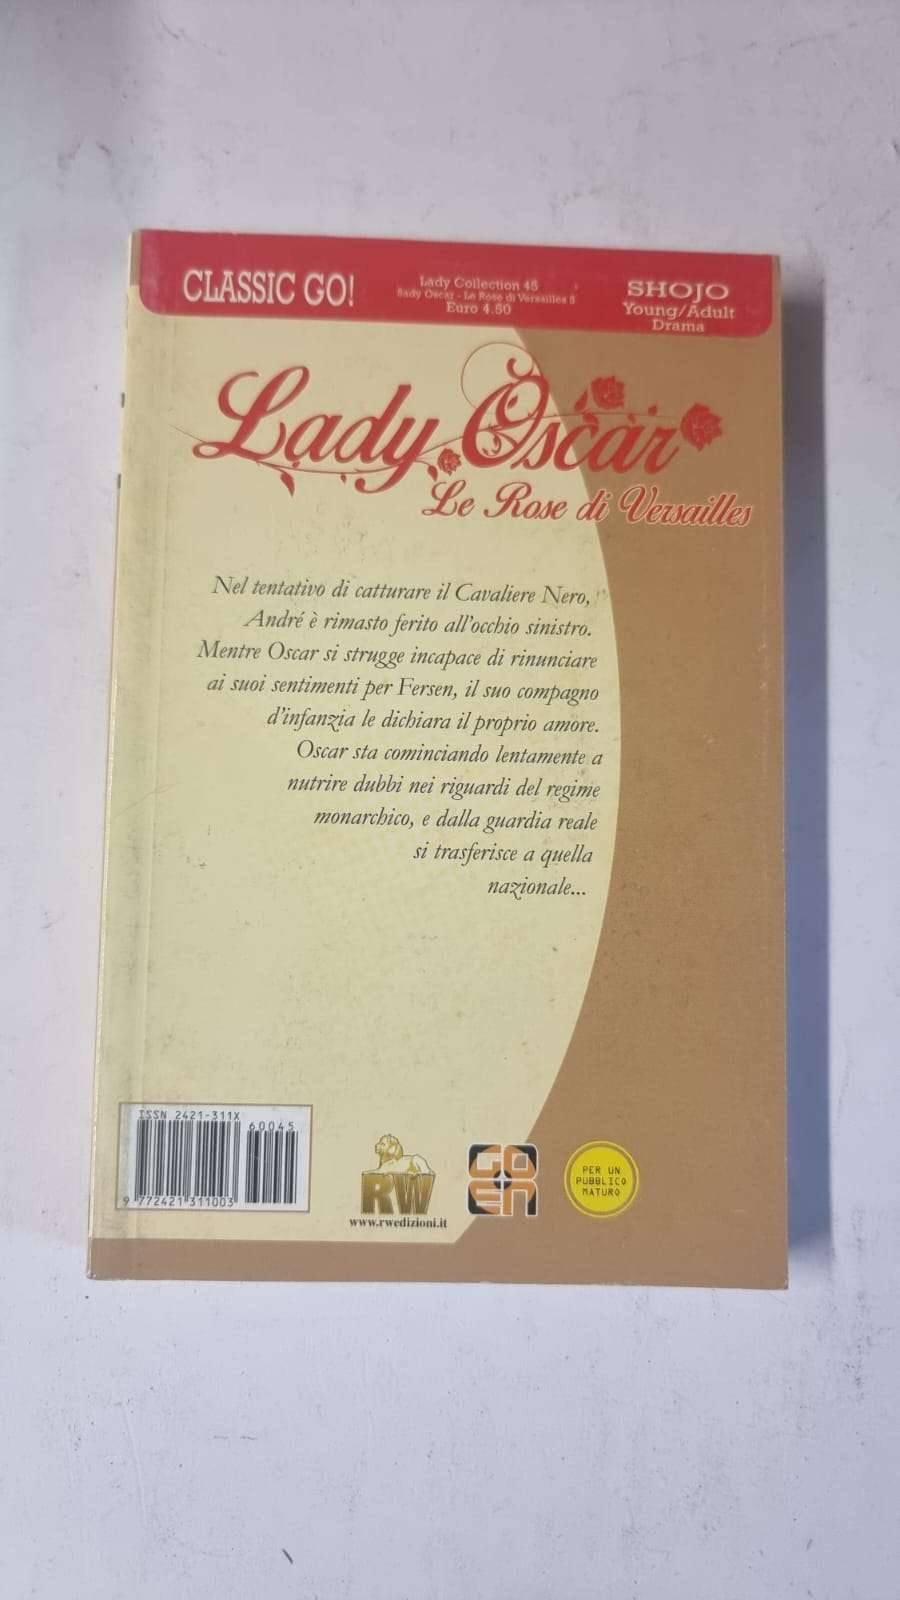 CLASSIC GO!
Lady Collection 45
Sady Oscar - Le Rose di Versailles 5
Euro 4.50
SHOJO
Young/Adult
Drama
Lady Oscar
Le Rose di Versailles
Nel tentativo di catturare il Cavaliere Nero,
André è rimasto ferito all'occhio sinistro.
Mentre Oscar si strugge incapace di rinunciare
ai suoi sentimenti per Fersen, il suo compagno
d'infanzia le dichiara il proprio amore.
Oscar sta cominciando lentamente a
nutrire dubbi nei riguardi del regime
monarchico, e dalla guardia reale
si trasferisce a quella
nazionale...
ISSN 2421-311X
60045
9 772421 311003
RW
www.rwedizioni.it
GO
EN
PER UN
PUBBLICO
MATURO